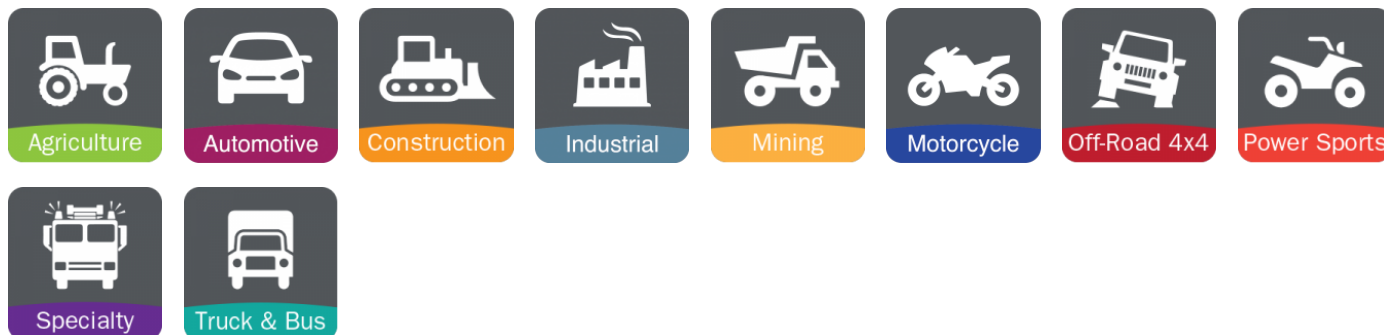 Agriculture
Automotive
Construction
Industrial
Mining
Motorcycle
Off-Road 4x4
Power Sports
Specialty
Truck & Bus